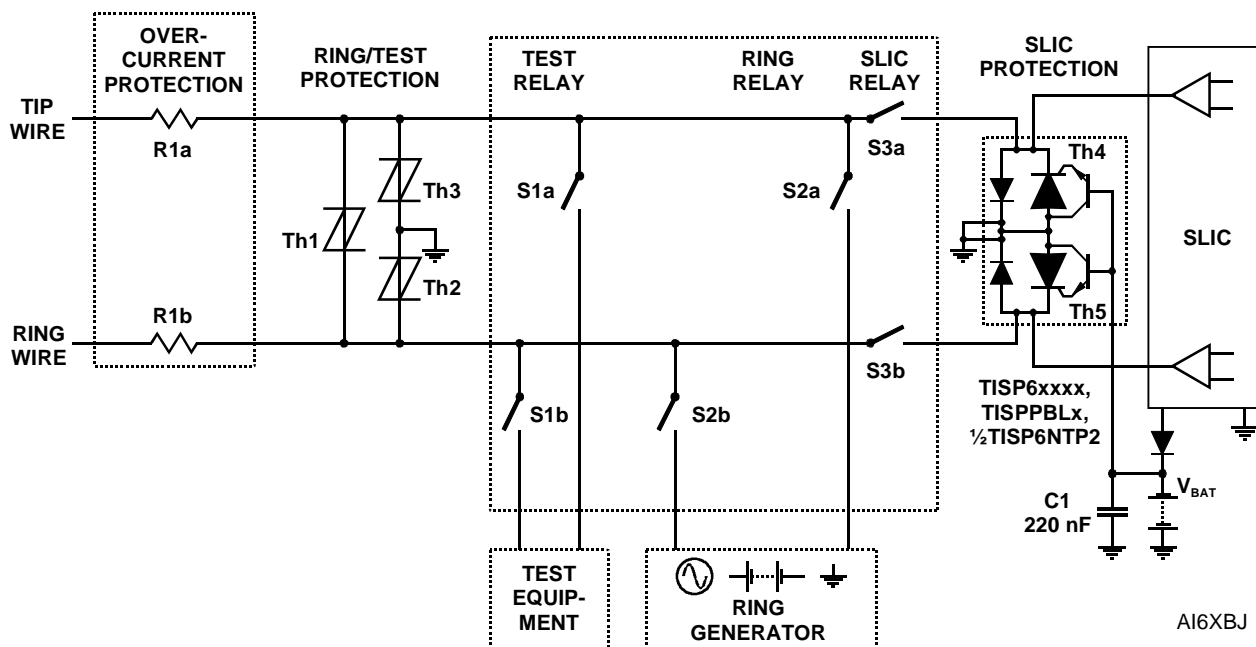 OVER-
CURRENT
PROTECTION
RING/TEST
PROTECTION
TEST
RELAY
RING
RELAY
SLIC
RELAY
SLIC
PROTECTION
TIP
WIRE
R1a
Th1
Th3
Th2
S1a
S2a
S3a
Th4
Th5
SLIC
RING
WIRE
R1b
S1b
S2b
S3b
TISP6xxxx,
TISPPBLx,
½TISP6NTP2
C1
220 nF
VBAT
TEST
EQUIP-
MENT
RING
GENERATOR
AI6XBJ